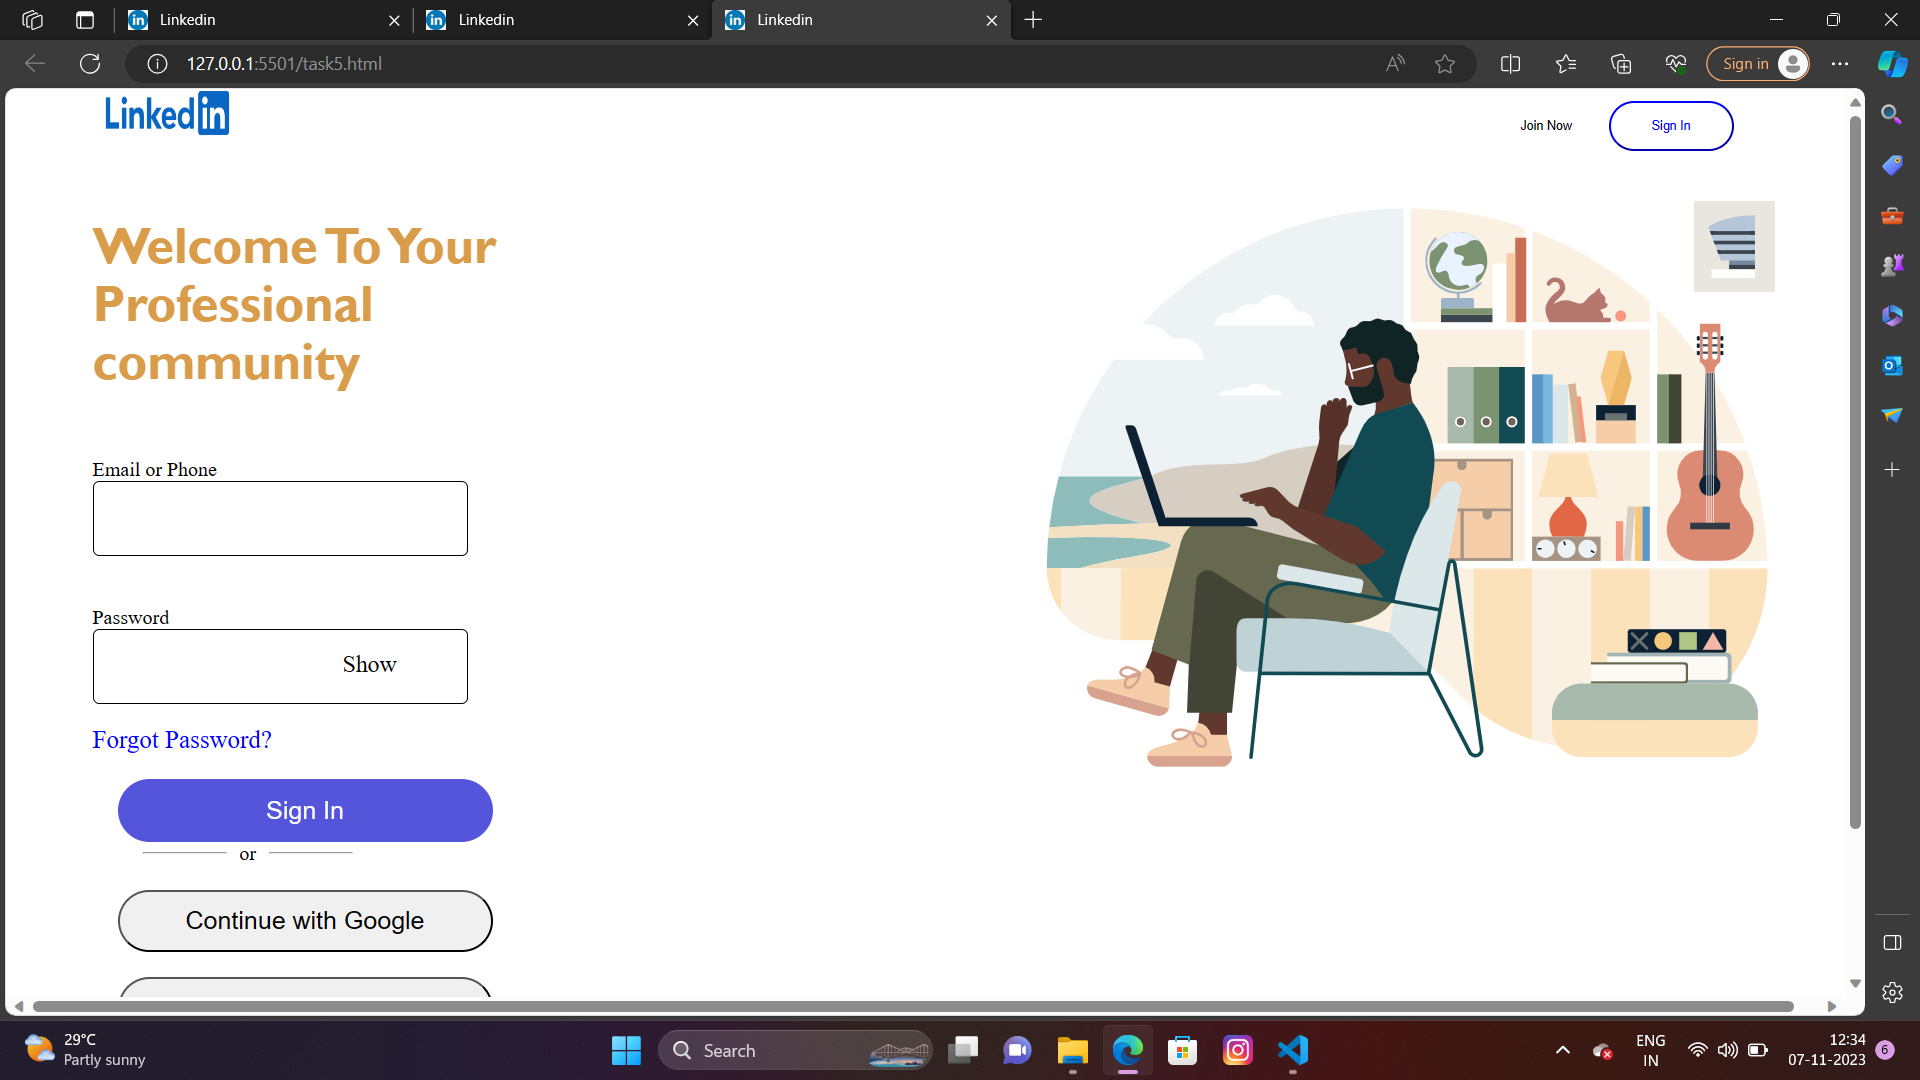 Linkedin
Linkedin
Linkedin
127.0.0.1:5501/task5.html
Sign in
Linkedin
Join Now
Sign In
Welcome To Your
Professional
community
Email or Phone
Password
Show
Forgot Password?
Sign In
or
Continue with Google
29°C
Partly sunny
Search
ENG
IN
12:34
07-11-2023
6